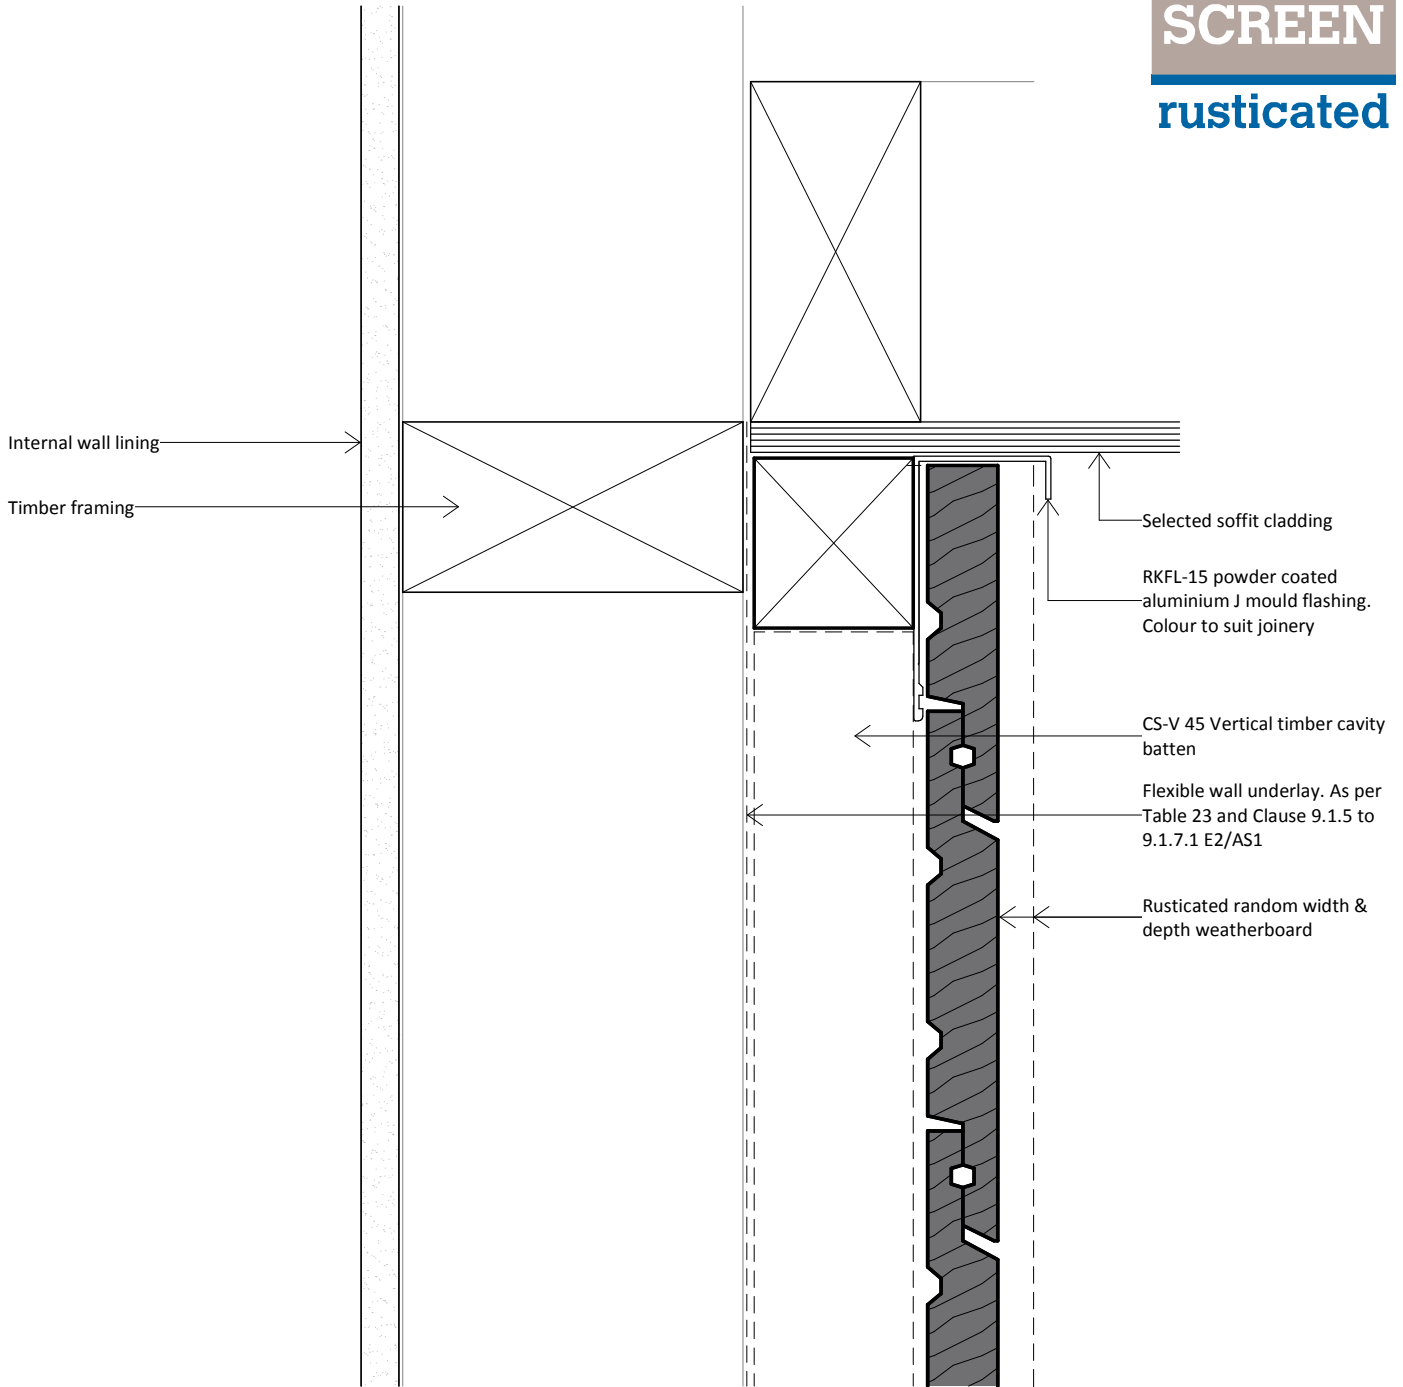 SCREEN
rusticated
Internal wall lining
Timber framing
Selected soffit cladding
RKFL-15 powder coated
aluminium J mould flashing.
Colour to suit joinery
CS-V 45 Vertical timber cavity
batten
Flexible wall underlay. As per
Table 23 and Clause 9.1.5 to
9.1.7.1 E2/AS1
Rusticated random width &
depth weatherboard